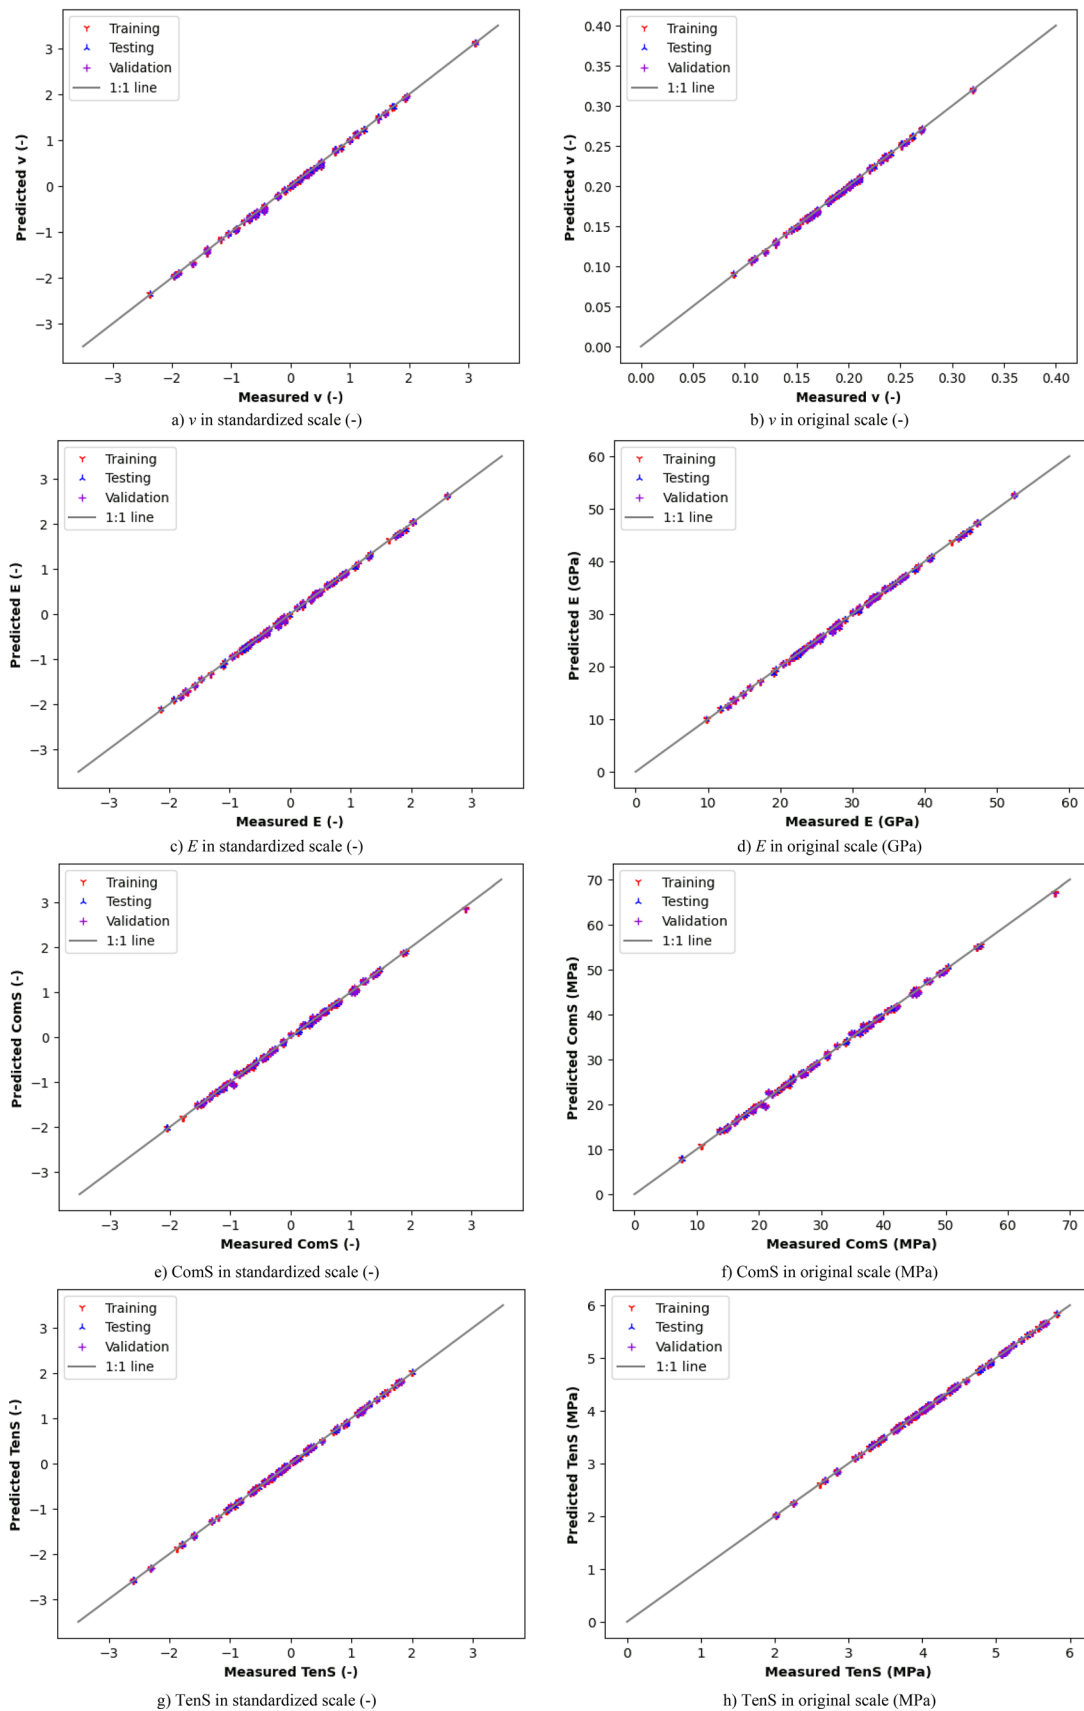 Training
Testing
Validation
1:1 line
3
2
1
0
−1
−2
−3
Predicted v (-)
−3 −2 −1 0 1 2 3
Measured v (-)
a) v in standardized scale (-)
Training
Testing
Validation
1:1 line
0.40
0.35
0.30
0.25
0.20
0.15
0.10
0.05
0.00
Predicted v (-)
0.00 0.05 0.10 0.15 0.20 0.25 0.30 0.35 0.40
Measured v (-)
b) v in original scale (-)
Training
Testing
Validation
1:1 line
3
2
1
0
−1
−2
−3
Predicted E (-)
−3 −2 −1 0 1 2 3
Measured E (-)
c) E in standardized scale (-)
Training
Testing
Validation
1:1 line
60
50
40
30
20
10
0
Predicted E (GPa)
0 10 20 30 40 50 60
Measured E (GPa)
d) E in original scale (GPa)
Training
Testing
Validation
1:1 line
3
2
1
0
−1
−2
−3
Predicted ComS (-)
−3 −2 −1 0 1 2 3
Measured ComS (-)
e) ComS in standardized scale (-)
Training
Testing
Validation
1:1 line
70
60
50
40
30
20
10
0
Predicted ComS (MPa)
0 10 20 30 40 50 60 70
Measured ComS (MPa)
f) ComS in original scale (MPa)
Training
Testing
Validation
1:1 line
3
2
1
0
−1
−2
−3
Predicted TenS (-)
−3 −2 −1 0 1 2 3
Measured TenS (-)
g) TenS in standardized scale (-)
Training
Testing
Validation
1:1 line
6
5
4
3
2
1
0
Predicted TenS (MPa)
0 1 2 3 4 5 6
Measured TenS (MPa)
h) TenS in original scale (MPa)